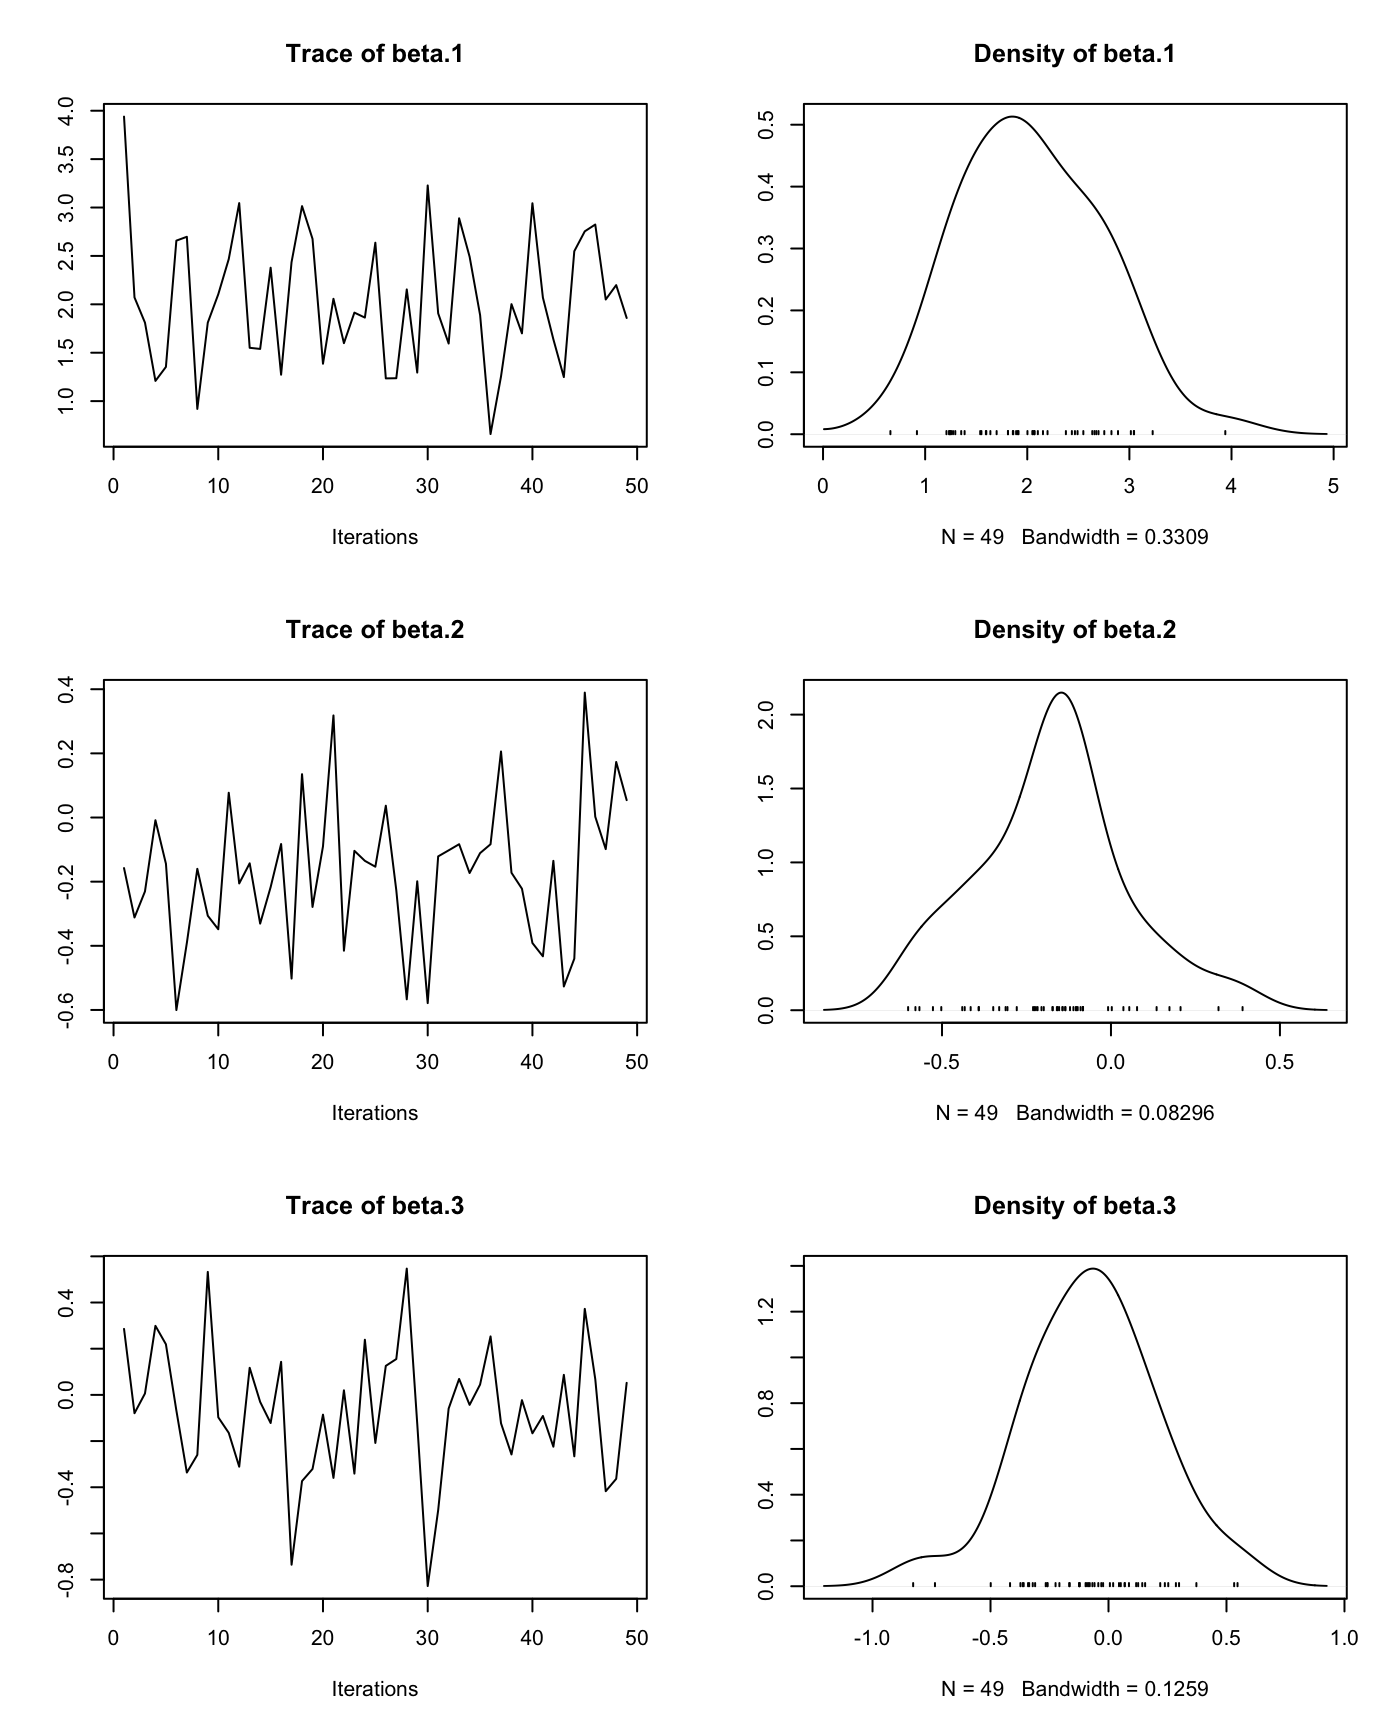 Trace of beta.1
4.0
3.5
3.0
2.5
2.0
1.5
1.0
0 10 20 30 40 50
Iterations
Density of beta.1
0.5
0.4
0.3
0.2
0.1
0.0
0 1 2 3 4 5
N = 49 Bandwidth = 0.3309
Trace of beta.2
0.4
0.2
0.0
-0.2
-0.4
-0.6
0 10 20 30 40 50
Iterations
Density of beta.2
2.0
1.5
1.0
0.5
0.0
-0.5 0.0 0.5
N = 49 Bandwidth = 0.08296
Trace of beta.3
0.4
0.0
-0.4
-0.8
0 10 20 30 40 50
Iterations
Density of beta.3
1.2
0.8
0.4
0.0
-1.0 -0.5 0.0 0.5 1.0
N = 49 Bandwidth = 0.1259